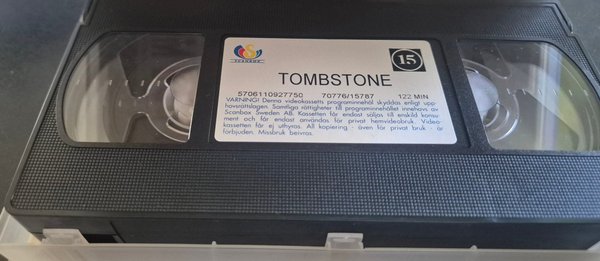 SCANBOX
15
TOMBSTONE
5706110927750 70776/15787 122 MIN
VARNING! Denna videokassetts programinnehål skyddas enligt upp-
hovsrättslagen. Samtliga rättigheter till programinnehållet innehavs av
Scanbox Sweden AB. Kassetten får endast säljas till enskild konsu
ment och får endast användas för privat hemvideobruk. Video-
kassetten får ej uthyras. All kopiering - även för privat bruk - är
förbjuden. Missbruk beivras.